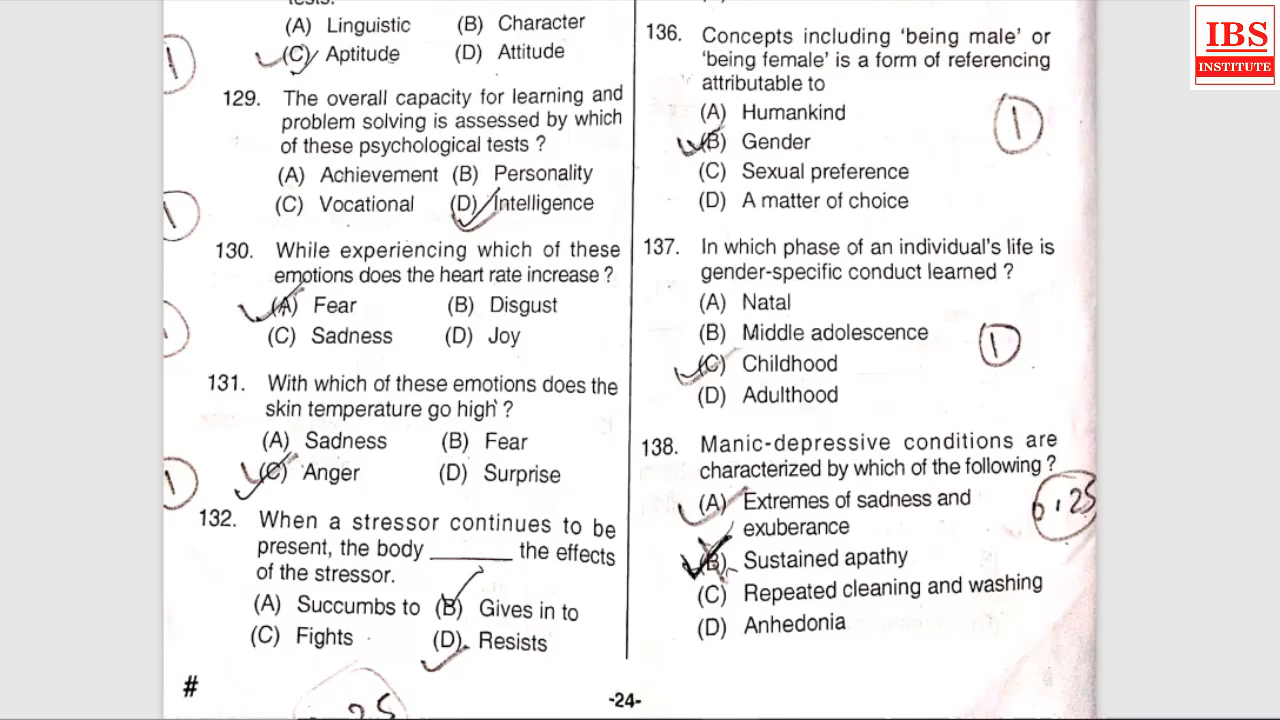 tests.
(A) Linguistic (B) Character
(C) Aptitude (D) Attitude
129. The overall capacity for learning and
problem solving is assessed by which
of these psychological tests ?
(A) Achievement (B) Personality
(C) Vocational (D) Intelligence
130. While experiencing which of these
emotions does the heart rate increase ?
(A) Fear (B) Disgust
(C) Sadness (D) Joy
131. With which of these emotions does the
skin temperature go high ?
(A) Sadness (B) Fear
(C) Anger (D) Surprise
132. When a stressor continues to be
present, the body ______ the effects
of the stressor.
(A) Succumbs to (B) Gives in to
(C) Fights (D) Resists
#
136. Concepts including 'being male' or
'being female' is a form of referencing
attributable to
(A) Humankind
(B) Gender
(C) Sexual preference
(D) A matter of choice
137. In which phase of an individual's life is
gender-specific conduct learned ?
(A) Natal
(B) Middle adolescence
(C) Childhood
(D) Adulthood
138. Manic-depressive conditions are
characterized by which of the following ?
(A) Extremes of sadness and
exuberance
(B) Sustained apathy
(C) Repeated cleaning and washing
(D) Anhedonia
-24-
1
1
1
1
1
1
25
IBS
INSTITUTE